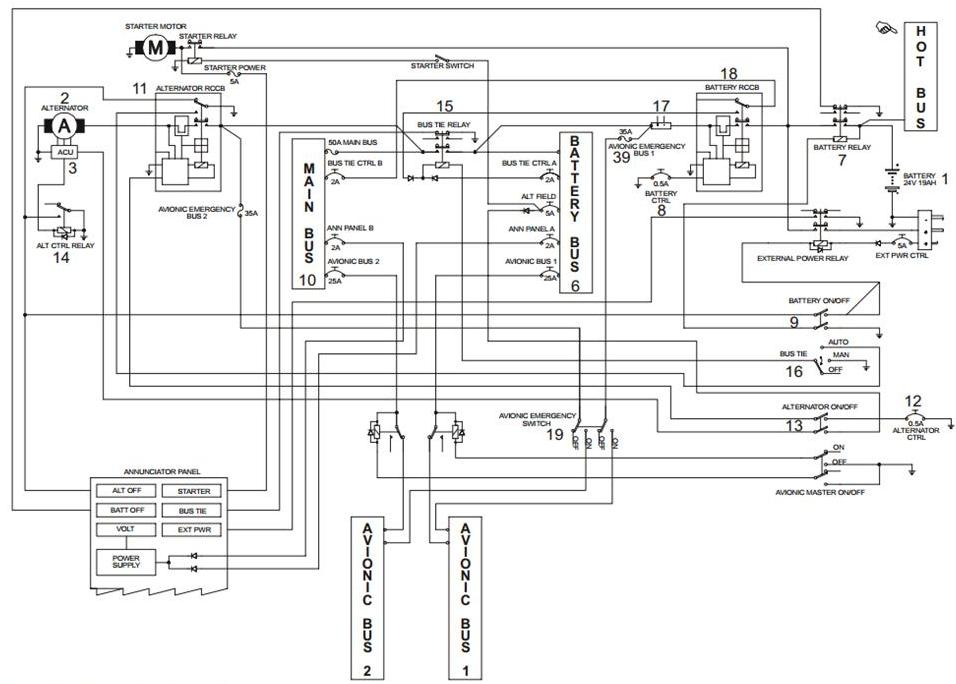 STARTER MOTOR
M
STARTER RELAY
STARTER POWER
5A
STARTER SWITCH
HOT BUS
11
ALTERNATOR RCCB
2
ALTERNATOR
A
ACU
3
15
BUS TIE RELAY
17
35A
AVIONIC EMERGENCY
BUS 1
39
18
BATTERY RCCB
BATTERY RELAY
7
BATTERY
24V 19AH
1
50A MAIN BUS
BUS TIE CTRL B
2A
MAIN BUS
10
BUS TIE CTRL A
2A
BATTERY BUS
6
0.5A
BATTERY
CTRL
8
ALT FIELD
5A
AVIONIC EMERGENCY
BUS 2
35A
ALT CTRL RELAY
14
ANN PANEL B
2A
ANN PANEL A
2A
AVIONIC BUS 2
25A
AVIONIC BUS 1
25A
EXTERNAL POWER RELAY
5A
EXT PWR CTRL
BATTERY ON/OFF
9
AUTO
BUS TIE
MAN
16
OFF
ALTERNATOR ON/OFF
13
12
0.5A
ALTERNATOR
CTRL
AVIONIC EMERGENCY
SWITCH
19
OFF
ON
OFF
ON
ON
OFF
AVIONIC MASTER ON/OFF
ANNUNCIATOR PANEL
ALT OFF
STARTER
BATT OFF
BUS TIE
VOLT
EXT PWR
POWER
SUPPLY
AVIONIC BUS 2
AVIONIC BUS 1